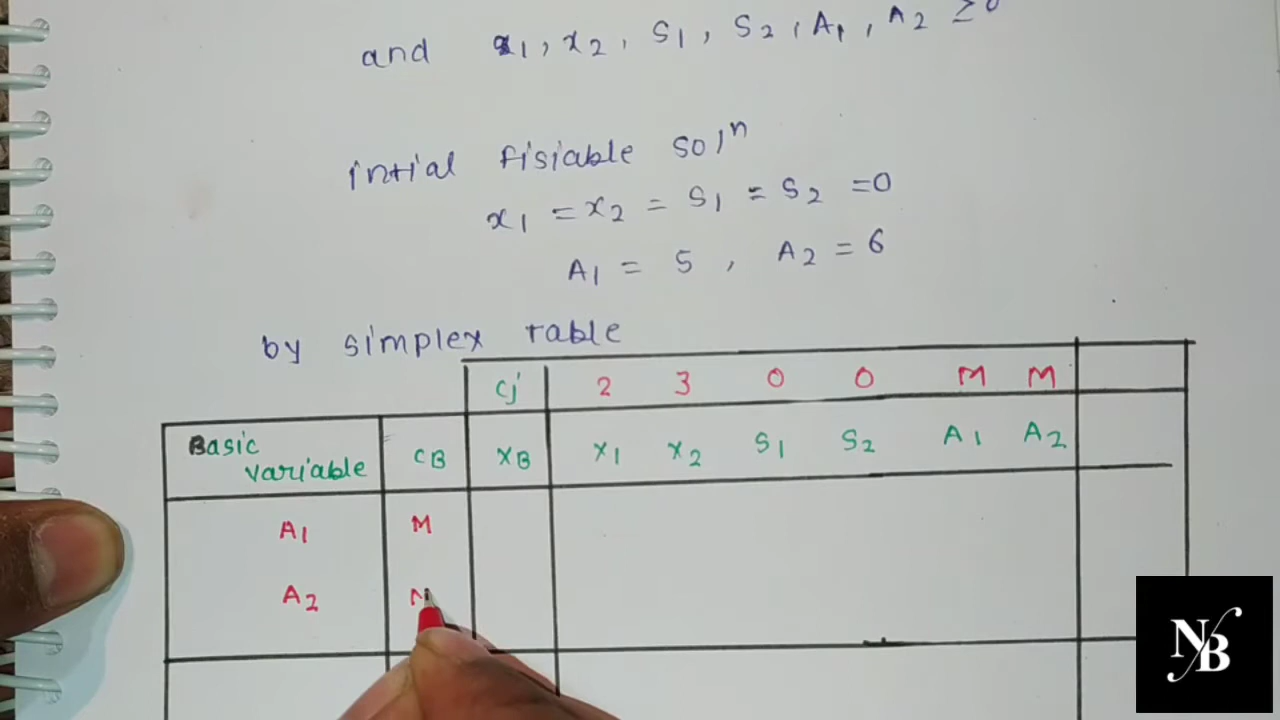 and x1, x2, S1, S2, A1, A2 ≥0
intial fisiable solⁿ
x1 = x2 = S1 = S2 =0
A1 = 5 , A2 = 6
by simplex table
Cj 2 3 0 0 M M
Basic variable CB XB X1 X2 S1 S2 A1 A2
A1 M
A2 M
NB